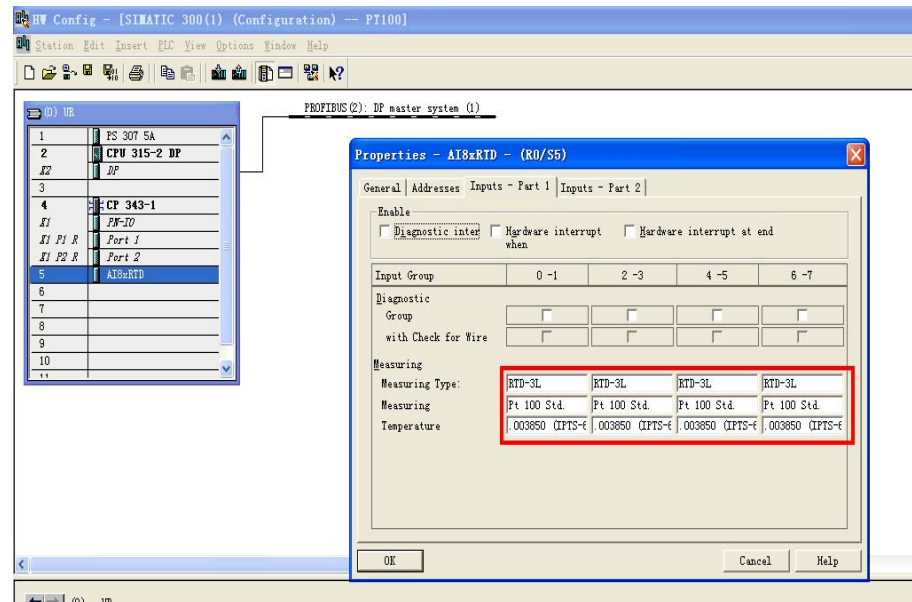 HW Config - [SIMATIC 300(1) (Configuration) -- PT100]
Station Edit Insert PLC View Options Window Help
(0) UR
1 PS 307 5A
2 CPU 315-2 DP
X2 DP
3
4 CP 343-1
X1 PN-IO
X1 P1 R Port 1
X1 P2 R Port 2
5 AI8xRTD
6
7
8
9
10
11
PROFIBUS(2): DP master system (1)
Properties - AI8xRTD - (R0/S5)
General Addresses Inputs - Part 1 Inputs - Part 2
Enable
Diagnostic inter Hardware interrupt when Hardware interrupt at end
Input Group 0 -1 2 -3 4 -5 6 -7
Diagnostic
Group
with Check for Wire
Measuring
Measuring Type: RTD-3L RTD-3L RTD-3L RTD-3L
Measuring Pt 100 Std. Pt 100 Std. Pt 100 Std. Pt 100 Std.
Temperature .003850 (IPTS-6 .003850 (IPTS-6 .003850 (IPTS-6 .003850 (IPTS-6
OK Cancel Help
(0) UR